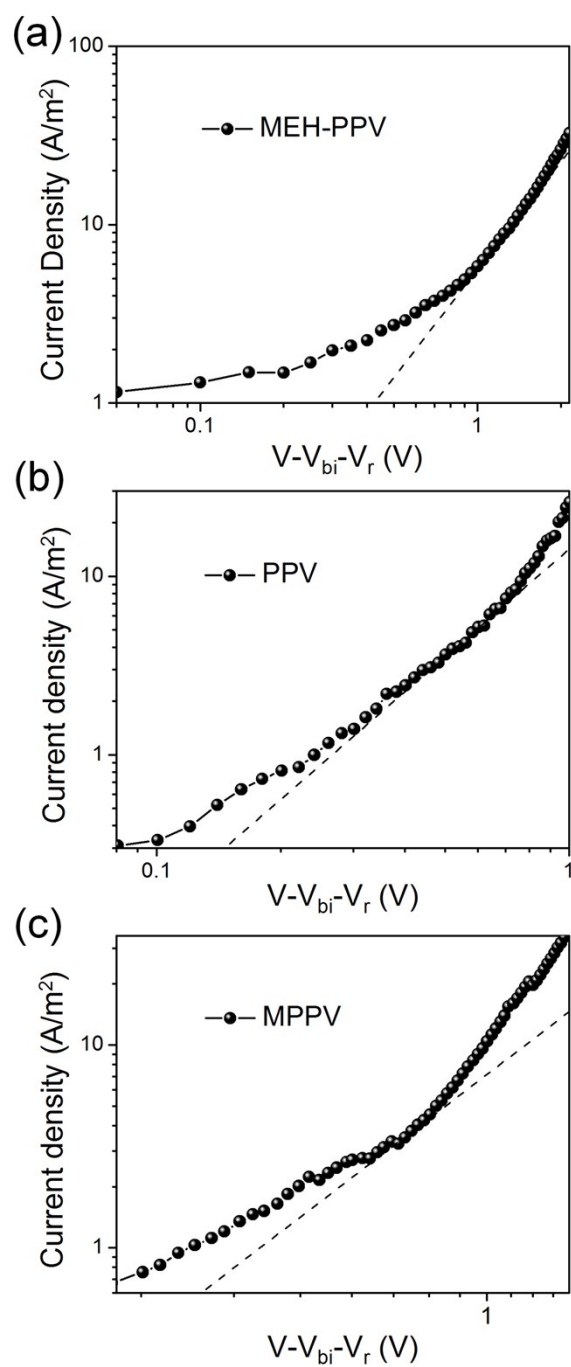 (a)
100
10
1
Current Density (A/m²)
MEH-PPV
0.1
1
V-V_bi-V_r (V)
(b)
10
1
Current density (A/m²)
PPV
0.1
1
V-V_bi-V_r (V)
(c)
10
1
Current density (A/m²)
MPPV
1
V-V_bi-V_r (V)